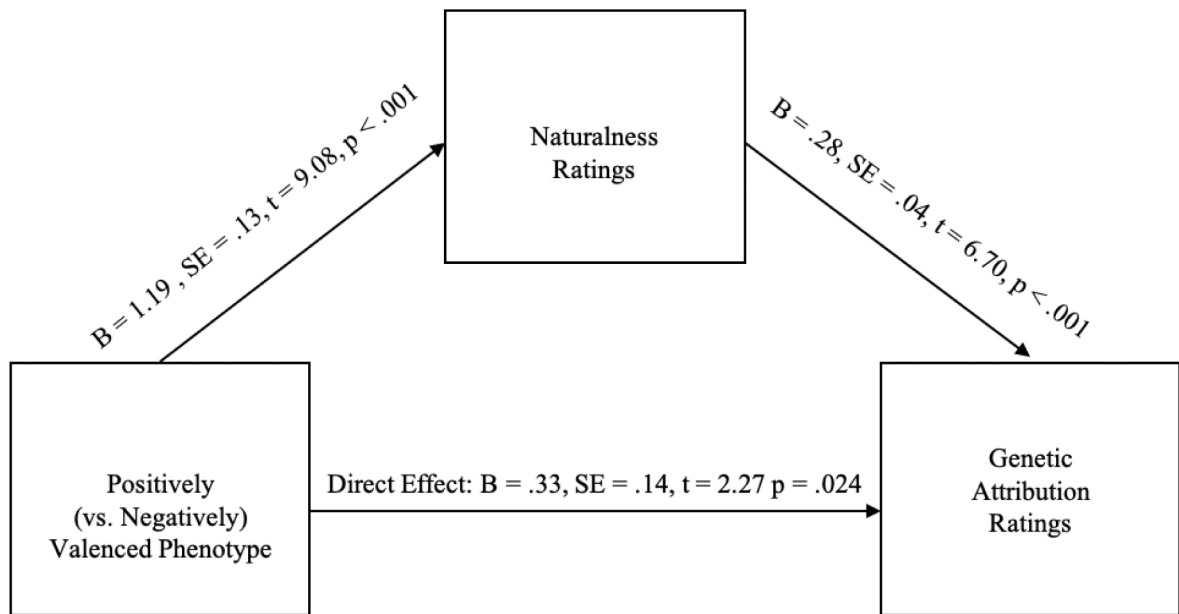 Naturalness
Ratings
B = 1.19 , SE = .13, t = 9.08, p < .001
B = .28, SE = .04, t = 6.70, p < .001
Positively
(vs. Negatively)
Valenced Phenotype
Direct Effect: B = .33, SE = .14, t = 2.27 p = .024
Genetic
Attribution
Ratings